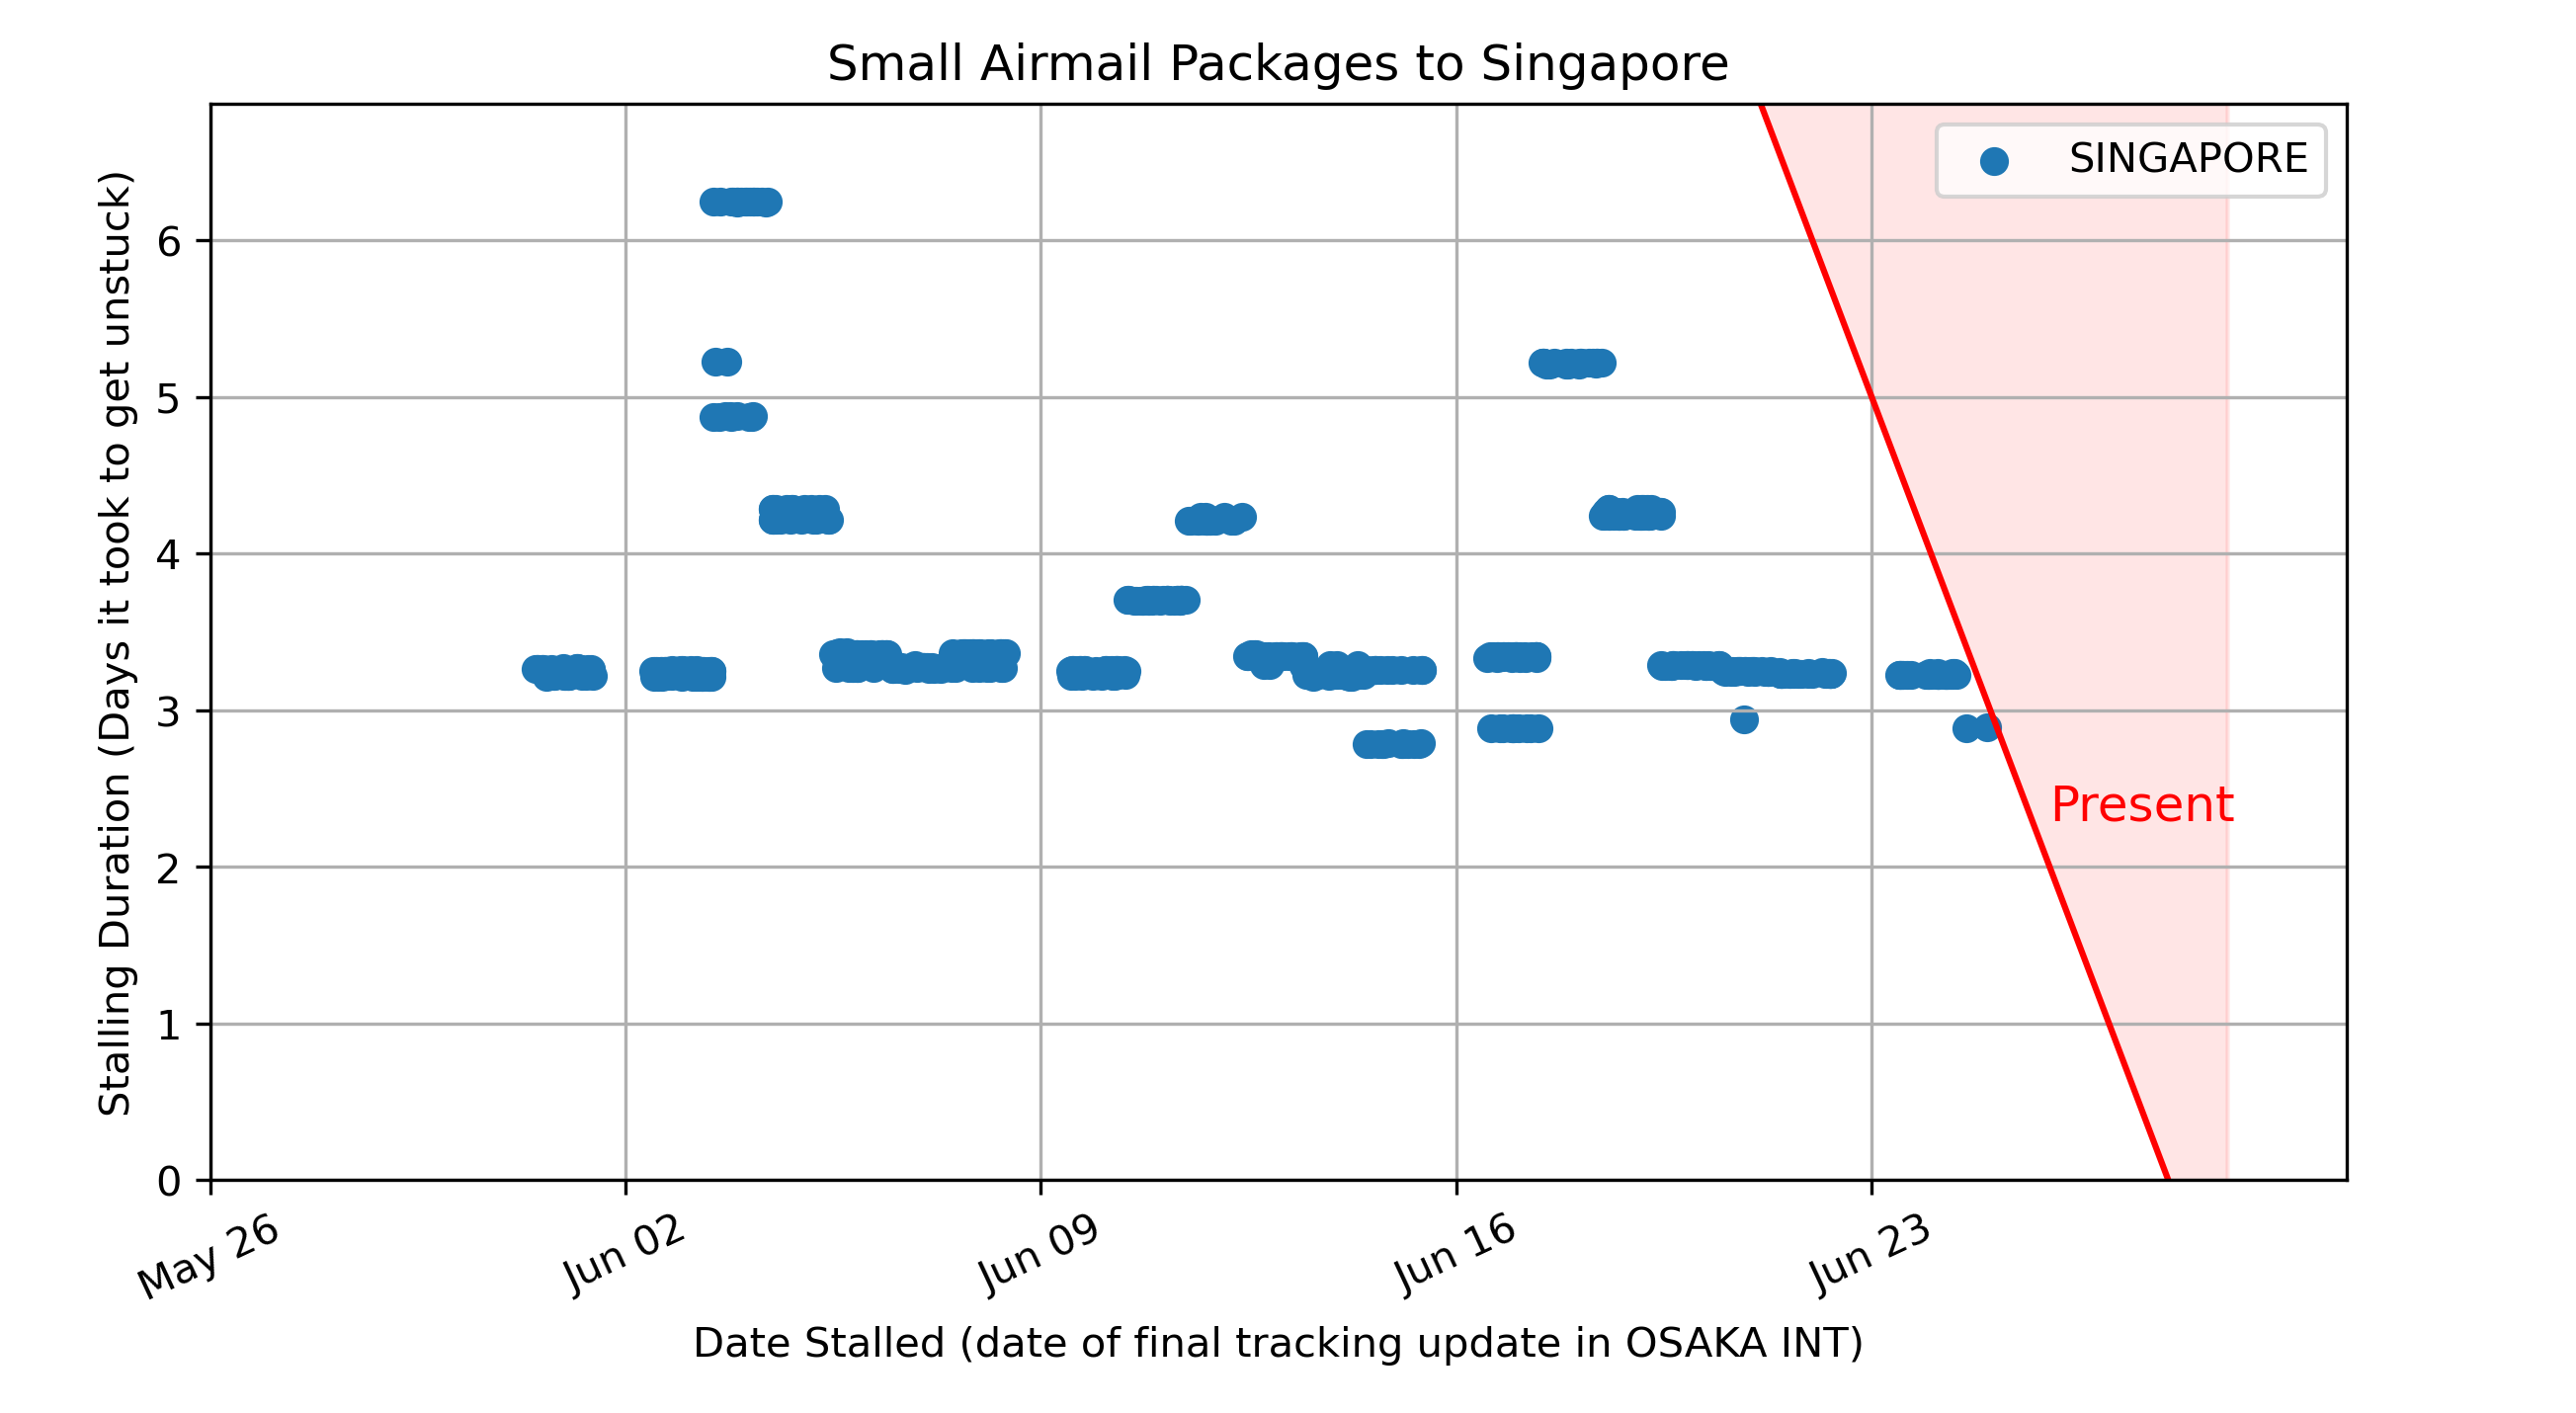 Small Airmail Packages to Singapore
SINGAPORE
Stalling Duration (Days it took to get unstuck)
6
5
4
3
2
1
0
Present
May 26
Jun 02
Jun 09
Jun 16
Jun 23
Date Stalled (date of final tracking update in OSAKA INT)